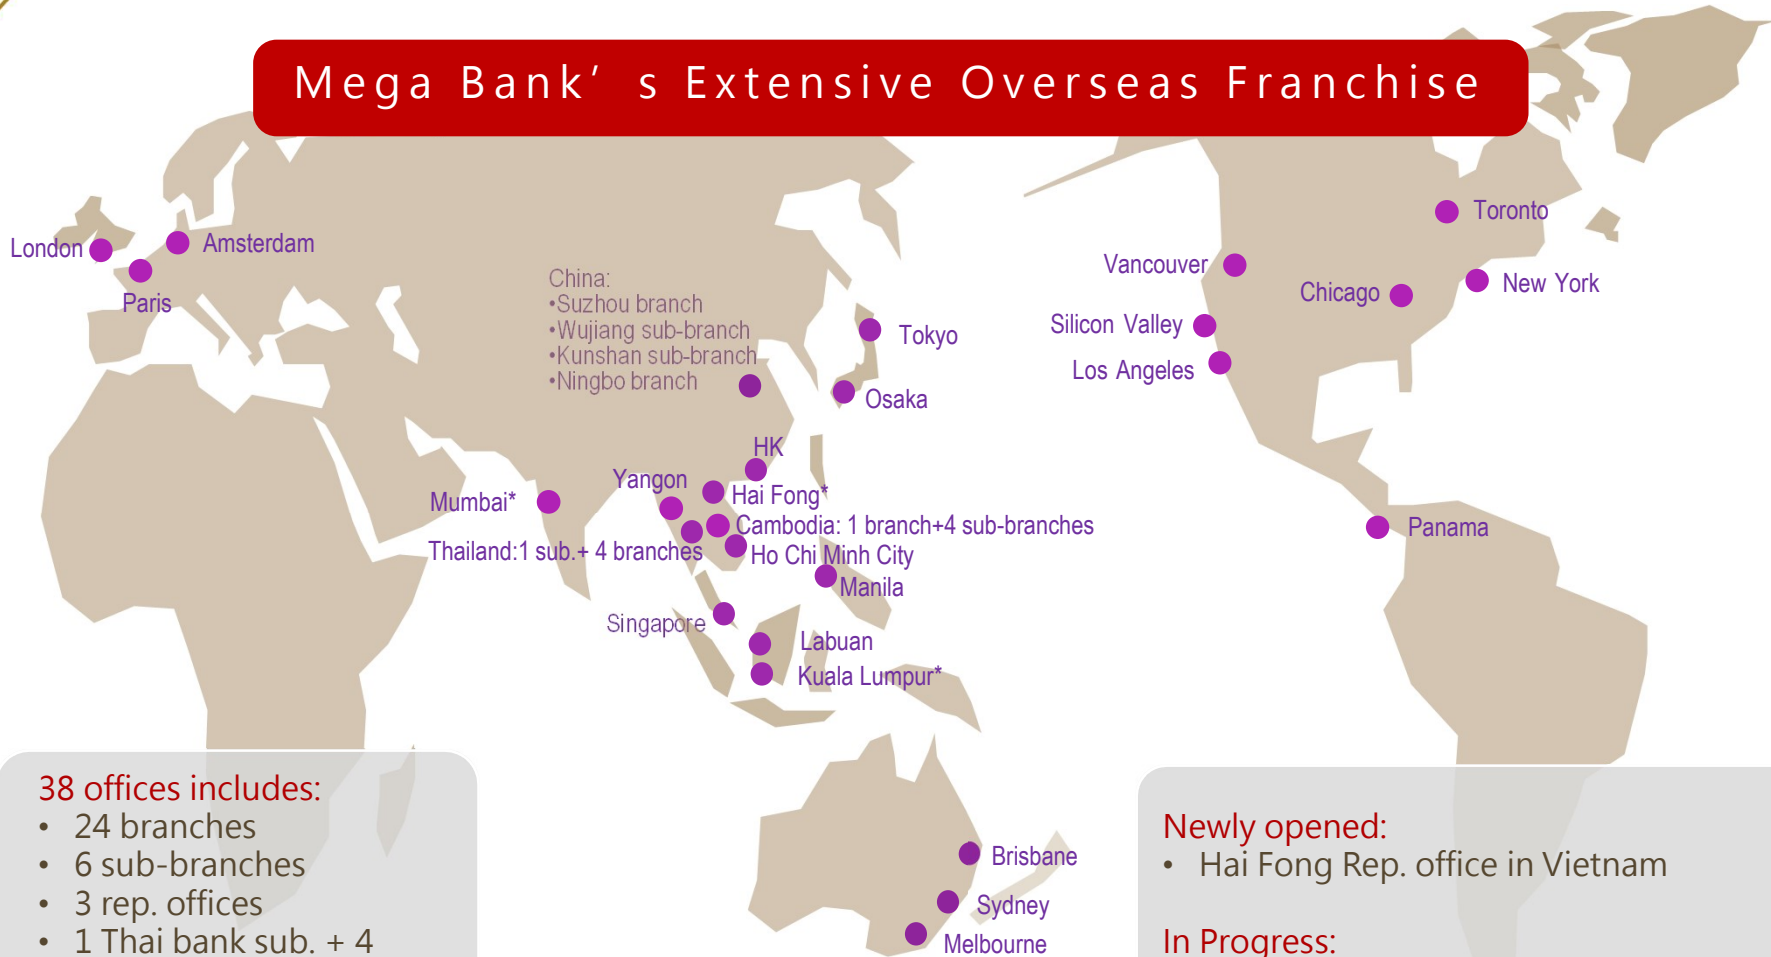 Mega Bank’s Extensive Overseas Franchise
London
Amsterdam
Paris
China:
•Suzhou branch
•Wujiang sub-branch
•Kunshan sub-branch
•Ningbo branch
Tokyo
Osaka
HK
Yangon
Hai Fong*
Mumbai*
Cambodia: 1 branch+4 sub-branches
Thailand:1 sub.+ 4 branches
Ho Chi Minh City
Manila
Singapore
Labuan
Kuala Lumpur*
Brisbane
Sydney
Melbourne
Toronto
Vancouver
Chicago
New York
Silicon Valley
Los Angeles
Panama
38 offices includes:
• 24 branches
• 6 sub-branches
• 3 rep. offices
• 1 Thai bank sub. + 4
Newly opened:
• Hai Fong Rep. office in Vietnam
In Progress: